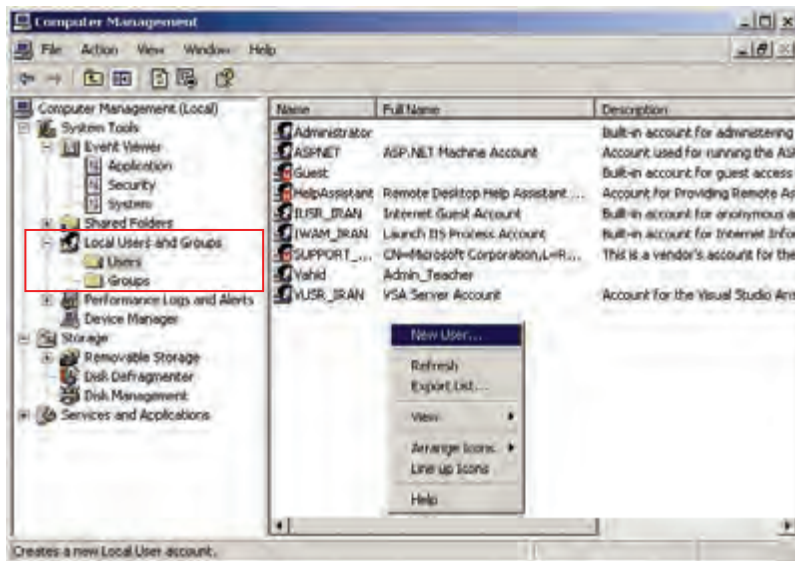 Computer Management
File Action View Window Help
Computer Management (Local)
System Tools
Event Viewer
Application
Security
System
Shared Folders
Local Users and Groups
Users
Groups
Performance Logs and Alerts
Device Manager
Storage
Removable Storage
Disk Defragmenter
Disk Management
Services and Applications
Name Full Name Description
Administrator Built-in account for administering
ASPNET ASP.NET Machine Account Account used for running the ASP
Guest Built-in account for guest access
HelpAssistant Remote Desktop Help Assistant ... Account for Providing Remote As
IUSR_IRAN Internet Guest Account Built-in account for anonymous a
IWAM_IRAN Launch IIS Process Account Built-in account for Internet Infor
SUPPORT_... CN=Microsoft Corporation,L=R... This is a vendor's account for the
Vahid Admin_Teacher
VUSR_IRAN VSA Server Account Account for the Visual Studio Ana
New User...
Refresh
Export List...
View
Arrange Icons
Line up Icons
Help
Creates a new Local User account.